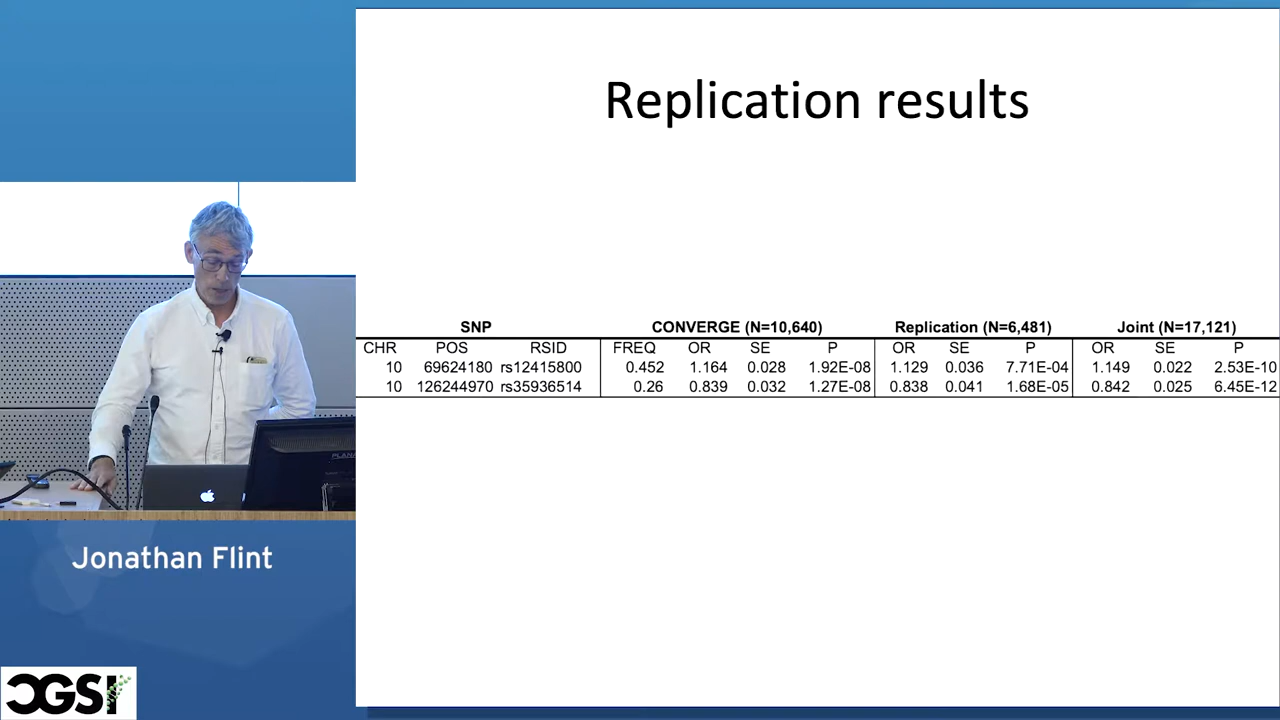 Replication results
SNP CONVERGE (N=10,640) Replication (N=6,481) Joint (N=17,121)
CHR POS RSID FREQ OR SE P OR SE P OR SE P
10 69624180 rs12415800 0.452 1.164 0.028 1.92E-08 1.129 0.036 7.71E-04 1.149 0.022 2.53E-10
10 126244970 rs35936514 0.26 0.839 0.032 1.27E-08 0.838 0.041 1.68E-05 0.842 0.025 6.45E-12
PLANAR
Jonathan Flint
CGSI